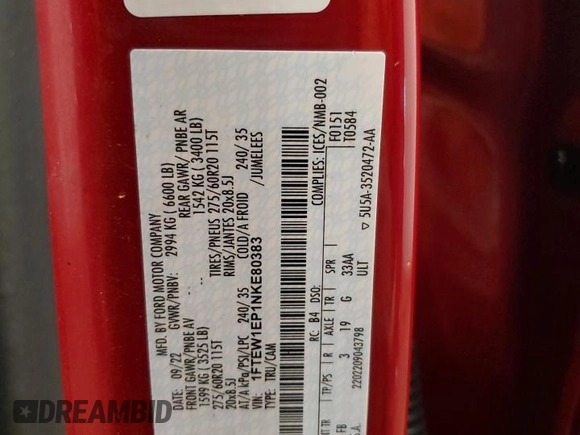 MFD. BY FORD MOTOR COMPANY
09/22 GVWR/PNBV: 2994 KG ( 6600 LB)
FRONT GAWR/ PNBE AV REAR GAWR/ PNBE AR
1599 KG ( 3525 LB) 1542 KG ( 3400 LB)
275/60R20 115T TIRES/PNEUS 275/60R20 115T
20x8.5J RIMS/JANTES 20x8.5J
AT/A kPa/PSI/LPC 240/ 35 COLD/A FROID 240/ 35
VIN: 1FTEW1EP1NKE80383 /JUMELEES
TYPE: TRU/CAM
COMPLIES: ICES/NMB-002
F0151
RC: B4 DSO: T0584
TP/PS R AXLE TR SPR
FB 3 19 G 33AA
2202209043798 ULT ▽ 5U5A-3520472-AA
DREAMBID